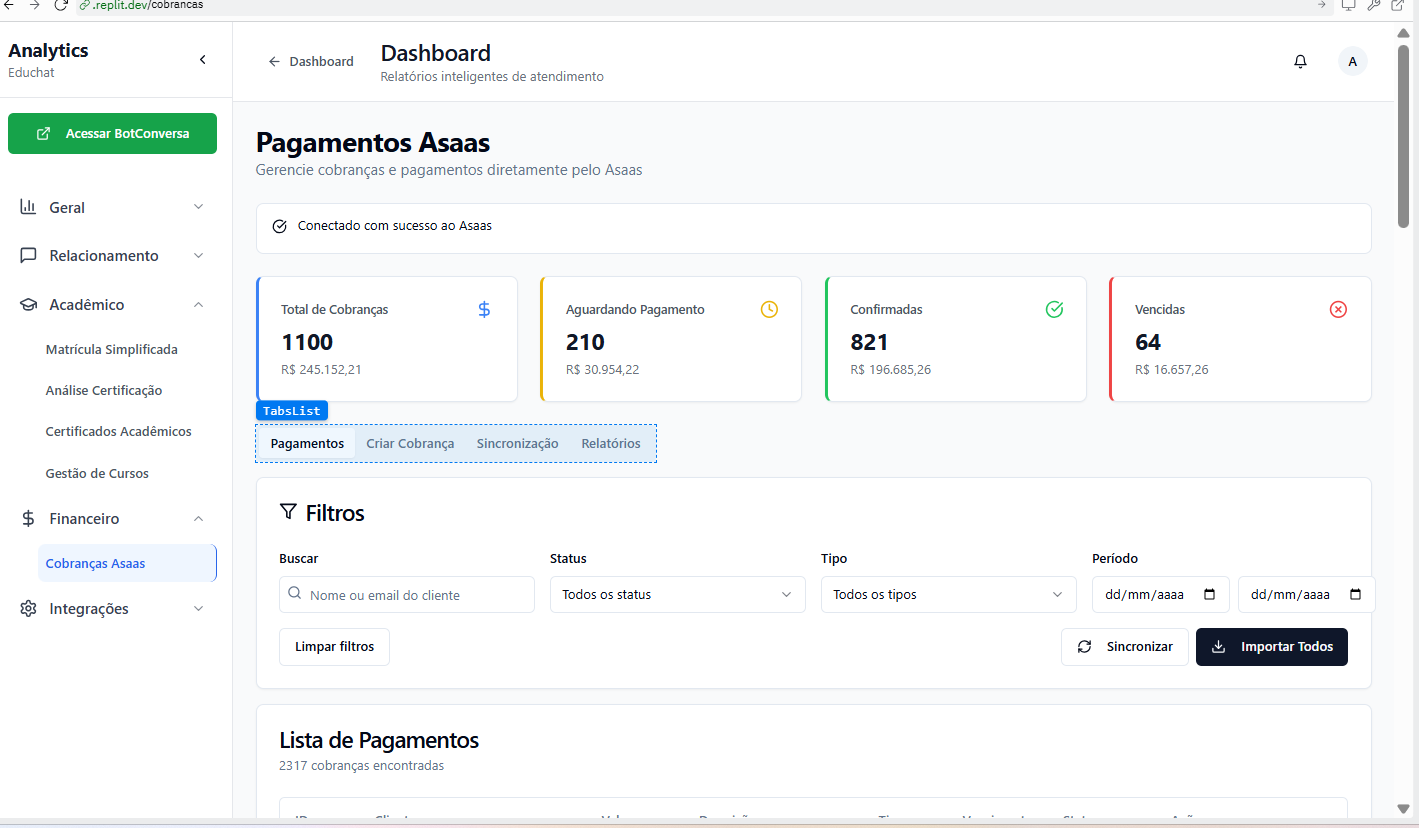 .replit.dev/cobrancas
Analytics
Educhat
Dashboard
Dashboard
Relatórios inteligentes de atendimento
A
Acessar BotConversa
Geral
Relacionamento
Acadêmico
Matrícula Simplificada
Análise Certificação
Certificados Acadêmicos
Gestão de Cursos
Financeiro
Cobranças Asaas
Integrações
Pagamentos Asaas
Gerencie cobranças e pagamentos diretamente pelo Asaas
Conectado com sucesso ao Asaas
Total de Cobranças
1100
R$ 245.152,21
Aguardando Pagamento
210
R$ 30.954,22
Confirmadas
821
R$ 196.685,26
Vencidas
64
R$ 16.657,26
TabsList
Pagamentos Criar Cobrança Sincronização Relatórios
Filtros
Buscar Status Tipo Período
Nome ou email do cliente Todos os status Todos os tipos dd/mm/aaaa dd/mm/aaaa
Limpar filtros Sincronizar Importar Todos
Lista de Pagamentos
2317 cobranças encontradas